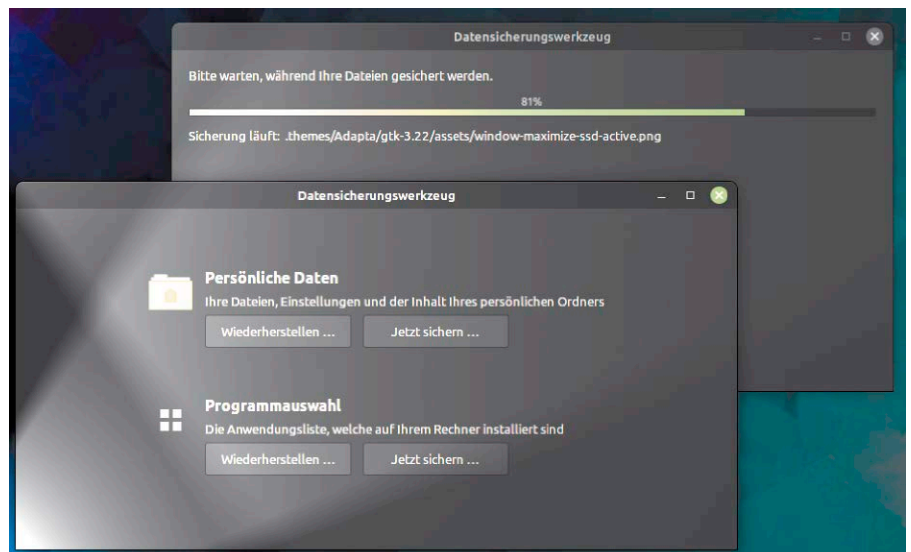 Datensicherungswerkzeug
Bitte warten, während Ihre Dateien gesichert werden.
81%
Sicherung läuft: .themes/Adapta/gtk-3.22/assets/window-maximize-ssd-active.png
Datensicherungswerkzeug
Persönliche Daten
Ihre Dateien, Einstellungen und der Inhalt Ihres persönlichen Ordners
Wiederherstellen ... Jetzt sichern ...
Programmauswahl
Die Anwendungsliste, welche auf Ihrem Rechner installiert sind
Wiederherstellen ... Jetzt sichern ...